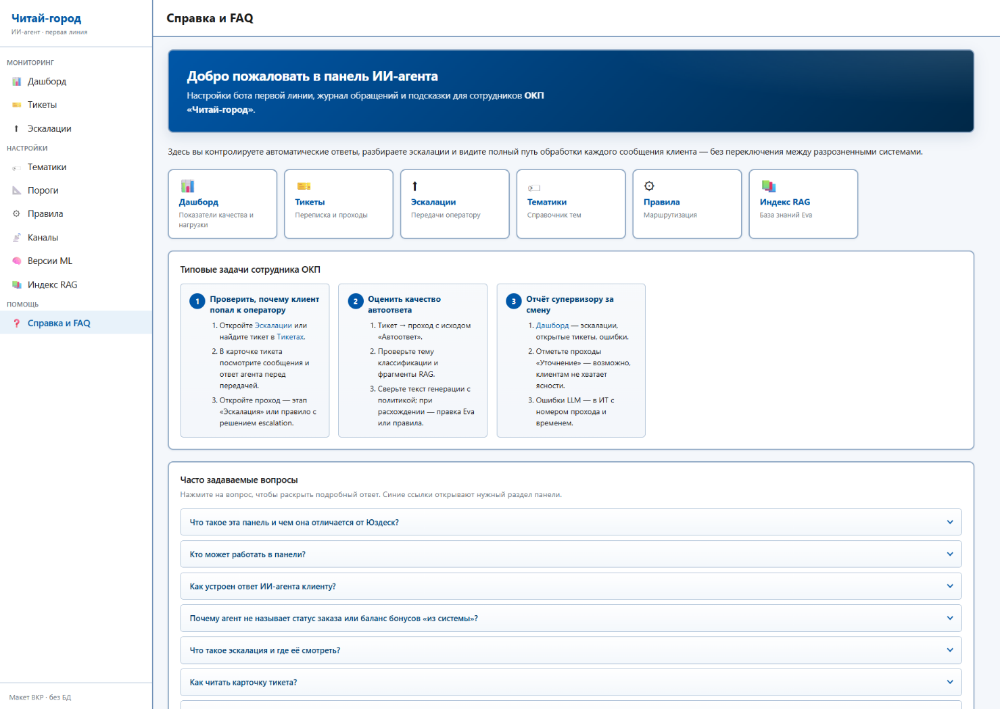 Читай-город
ИИ-агент · первая линия
МОНИТОРИНГ
Дашборд
Тикеты
Эскалации
НАСТРОЙКИ
Тематики
Пороги
Правила
Каналы
Версии ML
Индекс RAG
ПОМОЩЬ
Справка и FAQ
Макет ВКР · без БД
Справка и FAQ
Добро пожаловать в панель ИИ-агента
Настройки бота первой линии, журнал обращений и подсказки для сотрудников ОКП
«Читай-город».
Здесь вы контролируете автоматические ответы, разбираете эскалации и видите полный путь обработки каждого сообщения клиента — без переключения между разрозненными системами.
Дашборд
Показатели качества и
нагрузки
Тикеты
Переписка и проходы
Эскалации
Передачи оператору
Тематики
Справочник тем
Правила
Маршрутизация
Индекс RAG
База знаний Eva
Типовые задачи сотрудника ОКП
1 Проверить, почему клиент
попал к оператору
1. Откройте Эскалации или
найдите тикет в Тикетах.
2. В карточке тикета
посмотрите сообщения и
ответ агента перед
передачей.
3. Откройте проход — этап
«Эскалация» или правило с
решением escalation.
2 Оценить качество
автоответа
1. Тикет → проход с исходом
«Автоответ».
2. Проверьте тему
классификации и
фрагменты RAG.
3. Сверьте текст генерации с
политикой; при
расхождении — правка Eva
или правила.
3 Отчёт супервизору за
смену
1. Дашборд — эскалации,
открытые тикеты, ошибки.
2. Отметьте проходы
«Уточнение» — возможно,
клиентам не хватает
ясности.
3. Ошибки LLM — в ИТ с
номером прохода и
временем.
Часто задаваемые вопросы
Нажмите на вопрос, чтобы раскрыть подробный ответ. Синие ссылки открывают нужный раздел панели.
Что такое эта панель и чем она отличается от Юздеск?
Кто может работать в панели?
Как устроен ответ ИИ-агента клиенту?
Почему агент не называет статус заказа или баланс бонусов «из системы»?
Что такое эскалация и где её смотреть?
Как читать карточку тикета?